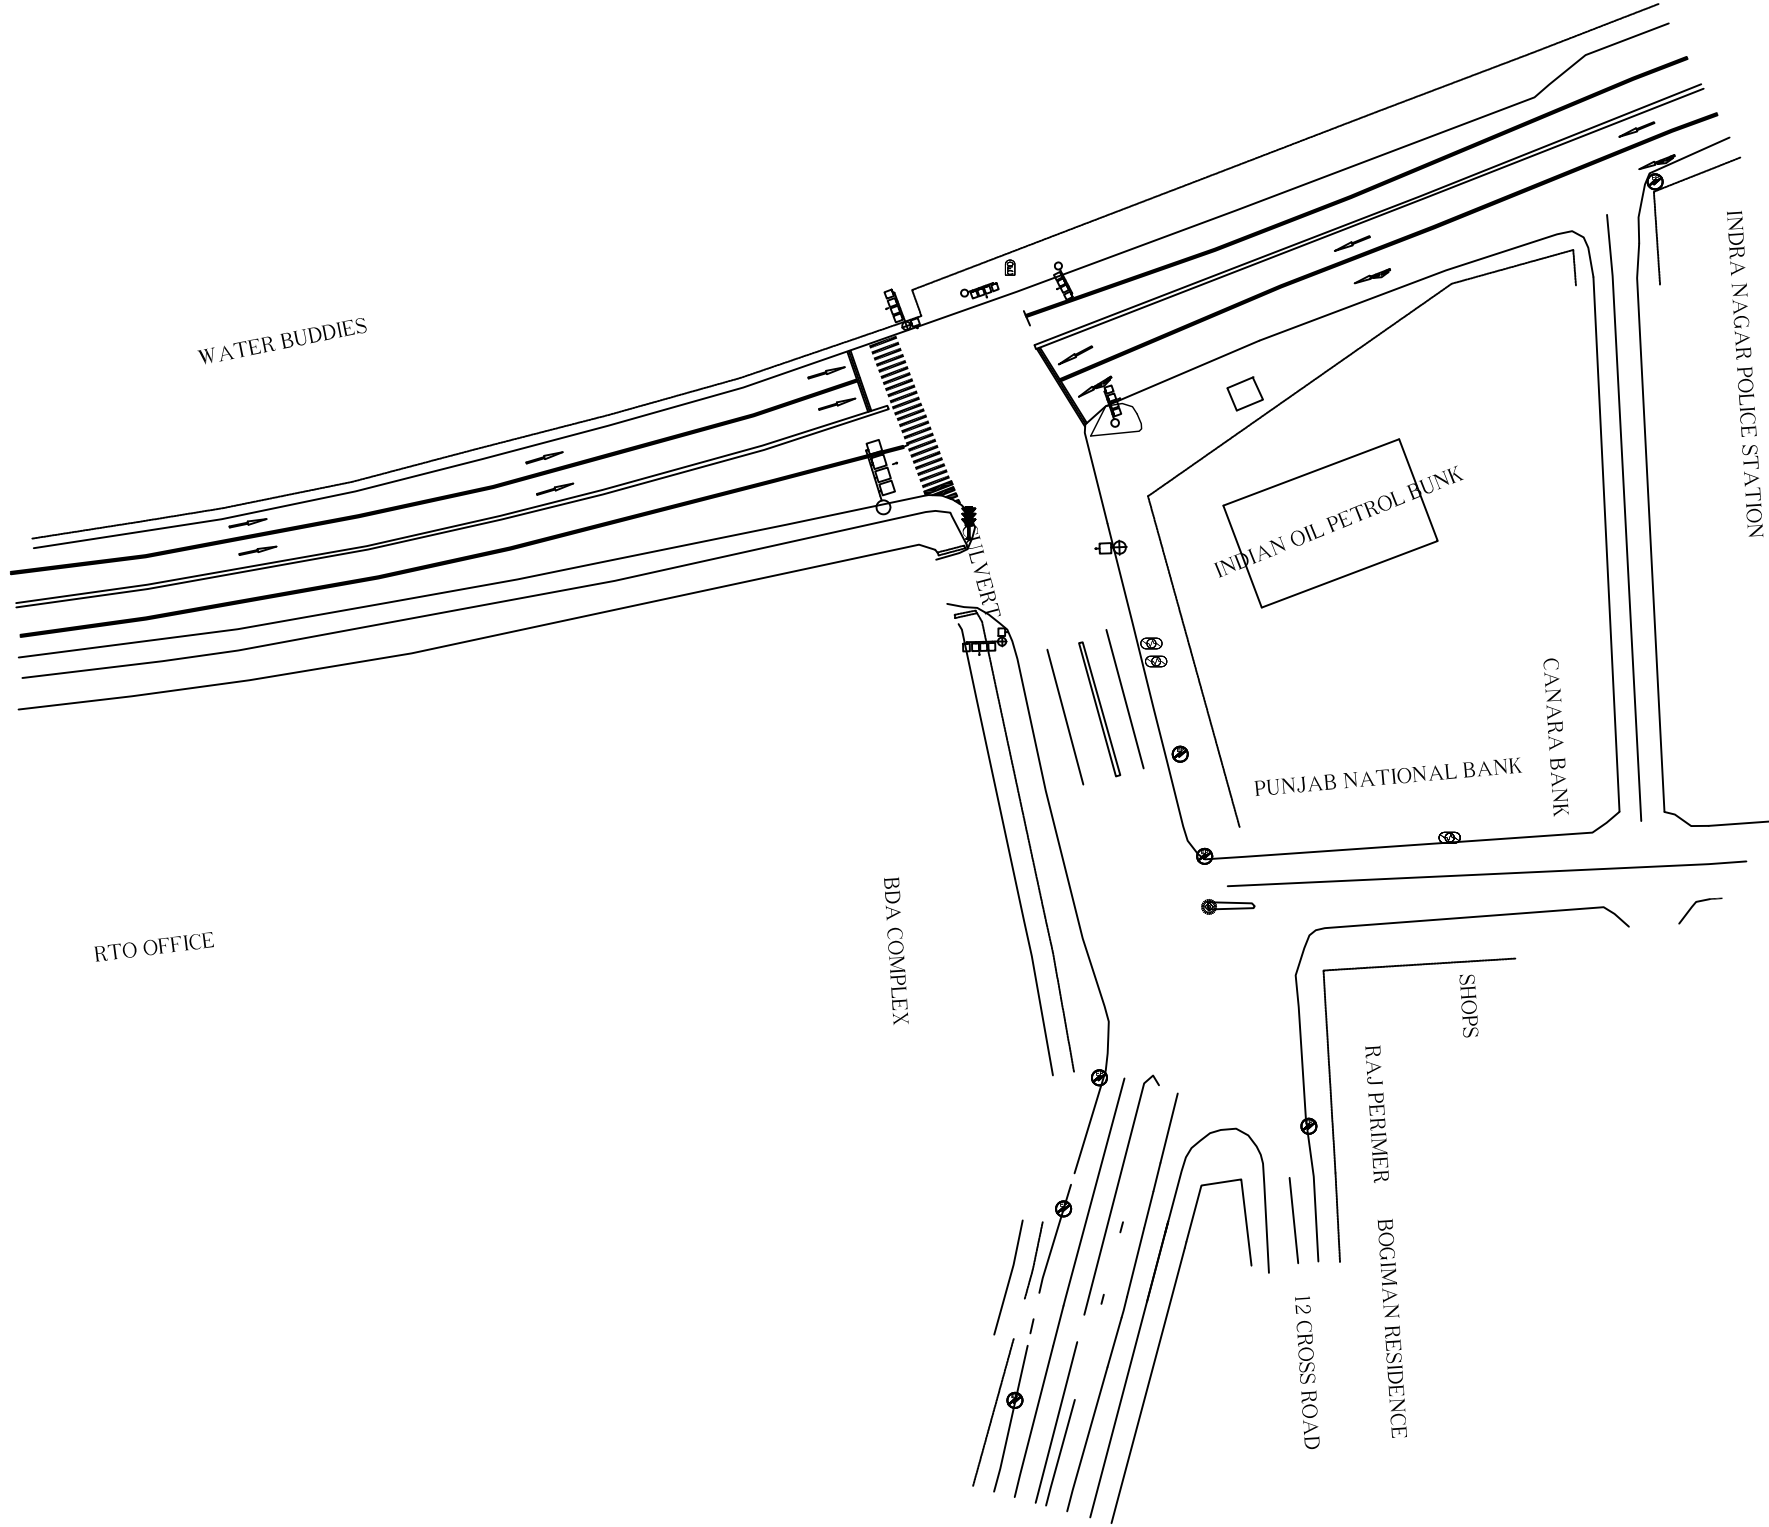 INDRA NAGAR POLICE STATION
WATER BUDDIES
INDIAN OIL PETROL BUNK
ULVERT
CANARA BANK
PUNJAB NATIONAL BANK
BDA COMPLEX
RTO OFFICE
SHOPS
RAJ PERIMER
BOGIMAN RESIDENCE
12 CROSS ROAD